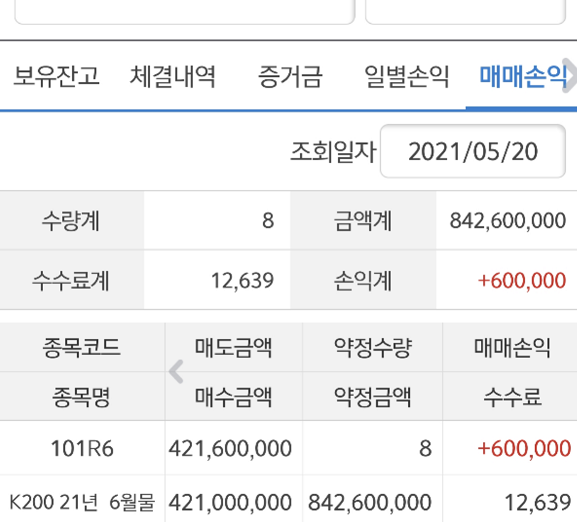 보유잔고 체결내역 증거금 일별손익 매매손익
조회일자 2021/05/20
수량계 8 금액계 842,600,000
수수료계 12,639 손익계 +600,000
종목코드 매도금액 약정수량 매매손익
종목명 매수금액 약정금액 수수료
101R6 421,600,000 8 +600,000
K200 21년 6월물 421,000,000 842,600,000 12,639